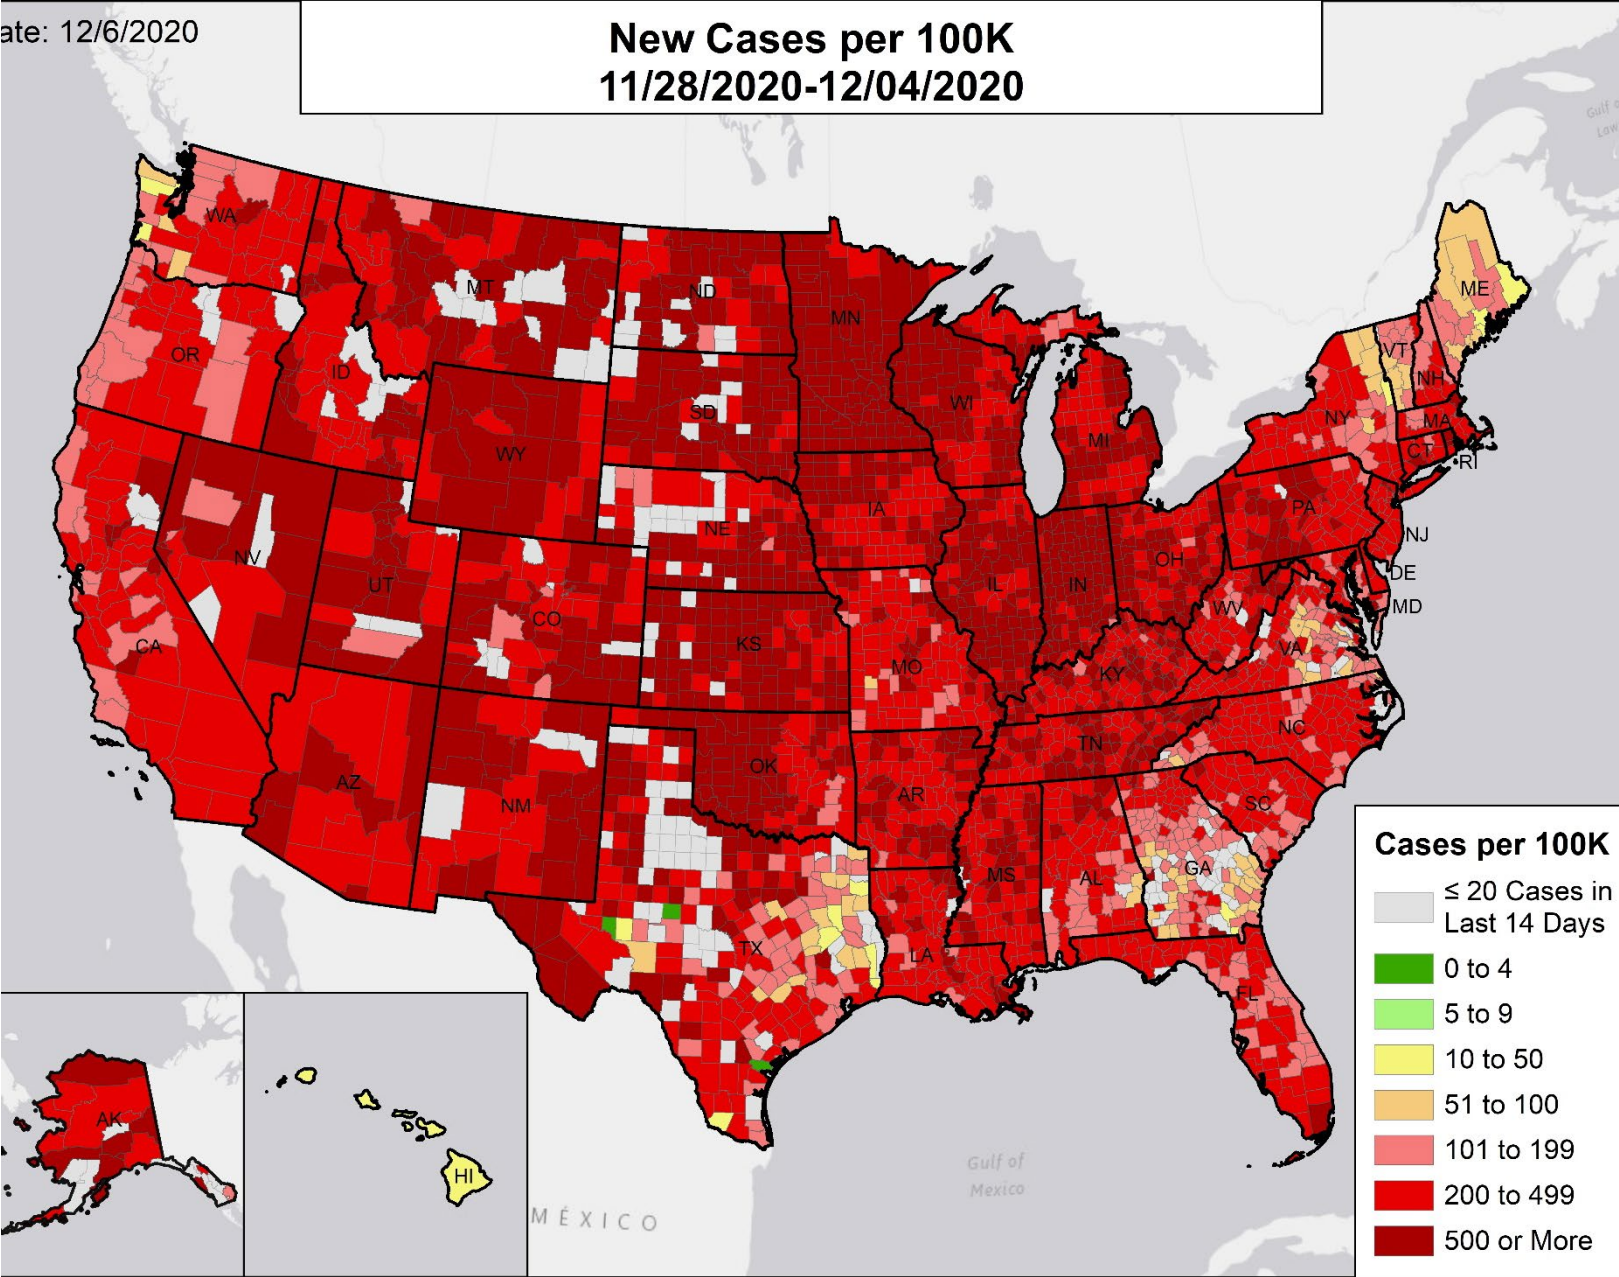 ate: 12/6/2020
New Cases per 100K
11/28/2020-12/04/2020
Gulf
Law
WA
MT
ND
MN
ME
OR
ID
SD
WI
MI
VT
NH
NY
MA
CT
RI
WY
IA
NE
PA
NJ
NV
UT
CO
IL
IN
OH
DE
MD
WV
CA
KS
MO
KY
VA
NC
TN
AZ
NM
OK
AR
SC
MS
AL
GA
TX
LA
FL
AK
HI
Gulf of
Mexico
MÉXICO
Cases per 100K
≤ 20 Cases in
Last 14 Days
0 to 4
5 to 9
10 to 50
51 to 100
101 to 199
200 to 499
500 or More